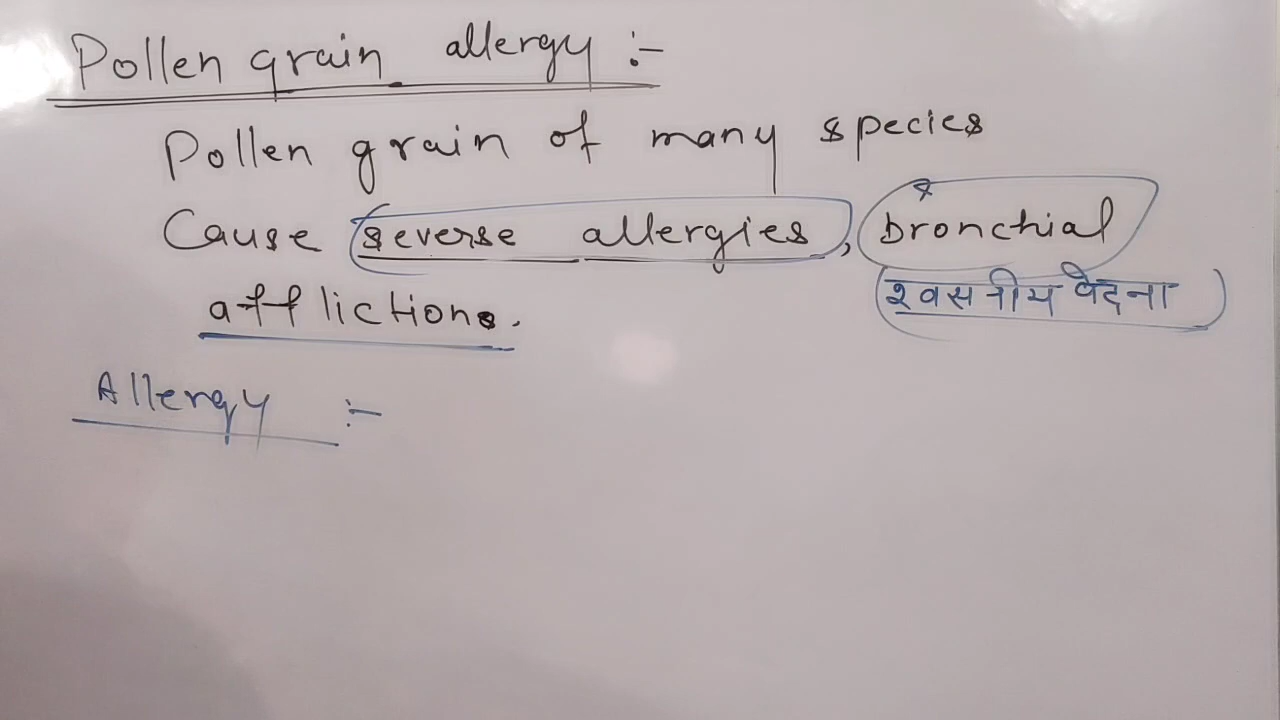 Pollen grain allergy :-
Pollen grain of many species
Cause severse allergies, bronchial
श्वसनीय वेदना
afflictions.
Allergy :-